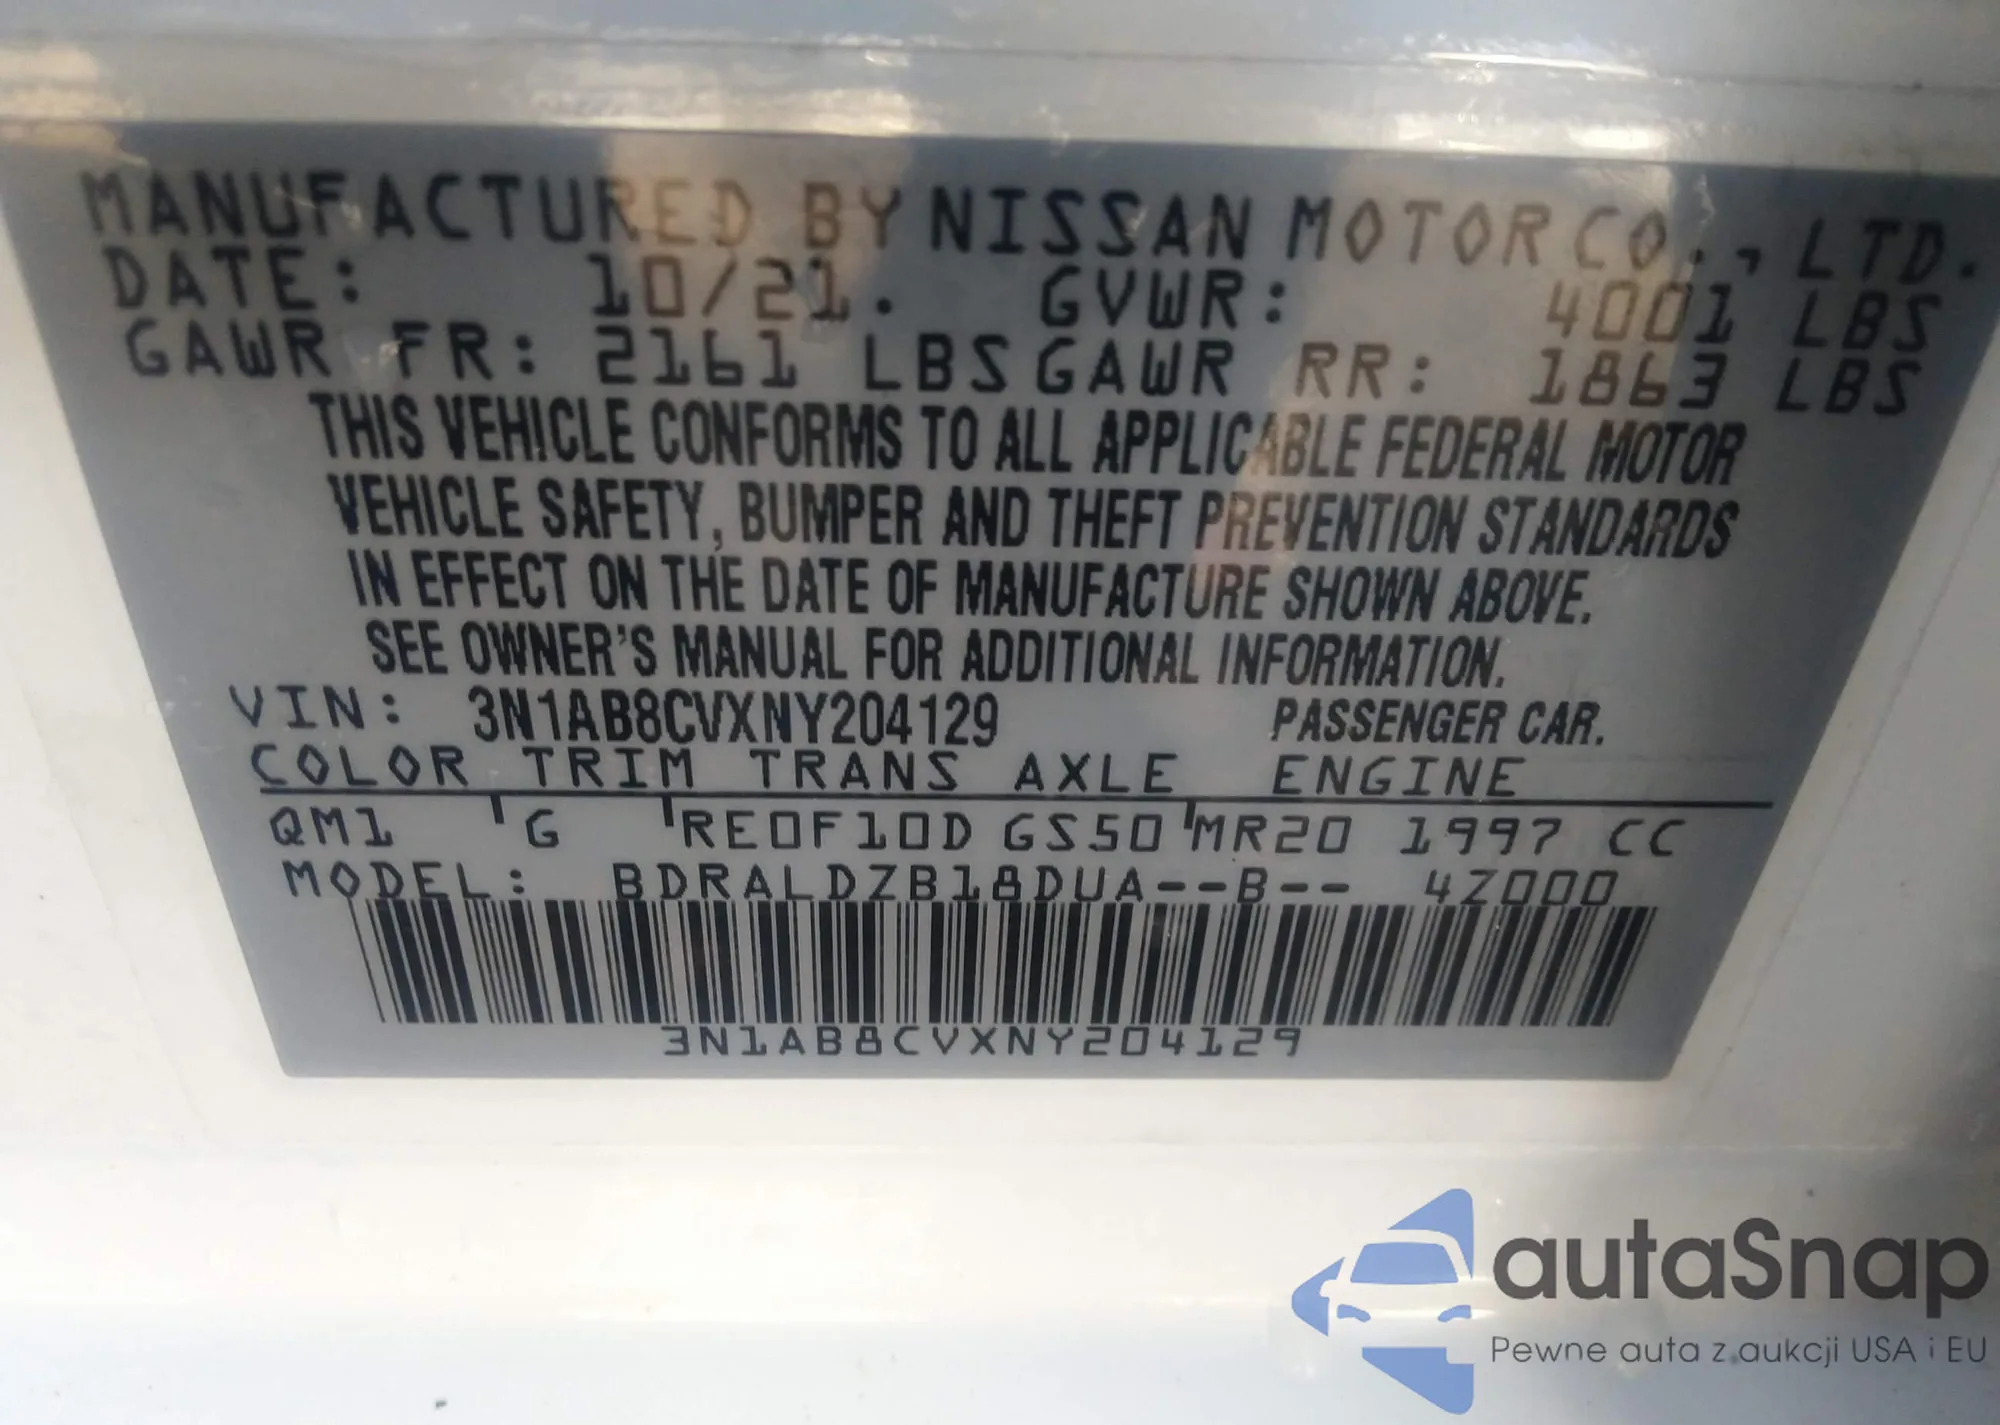 MANUFACTURED BY NISSAN MOTOR CO., LTD.
DATE: 10/21. GVWR: 4001 LBS
GAWR FR: 2161 LBS GAWR RR: 1863 LBS
THIS VEHICLE CONFORMS TO ALL APPLICABLE FEDERAL MOTOR
VEHICLE SAFETY, BUMPER AND THEFT PREVENTION STANDARDS
IN EFFECT ON THE DATE OF MANUFACTURE SHOWN ABOVE.
SEE OWNER'S MANUAL FOR ADDITIONAL INFORMATION.
VIN: 3N1AB8CVXNY204129 PASSENGER CAR.
COLOR TRIM TRANS AXLE ENGINE
QM1 G RE0F10D GS50 MR20 1997 CC
MODEL: BDRALDZB18DUA--B-- 4Z000
3N1AB8CVXNY204129
autaSnap
Pewne auta z aukcji USA i EU